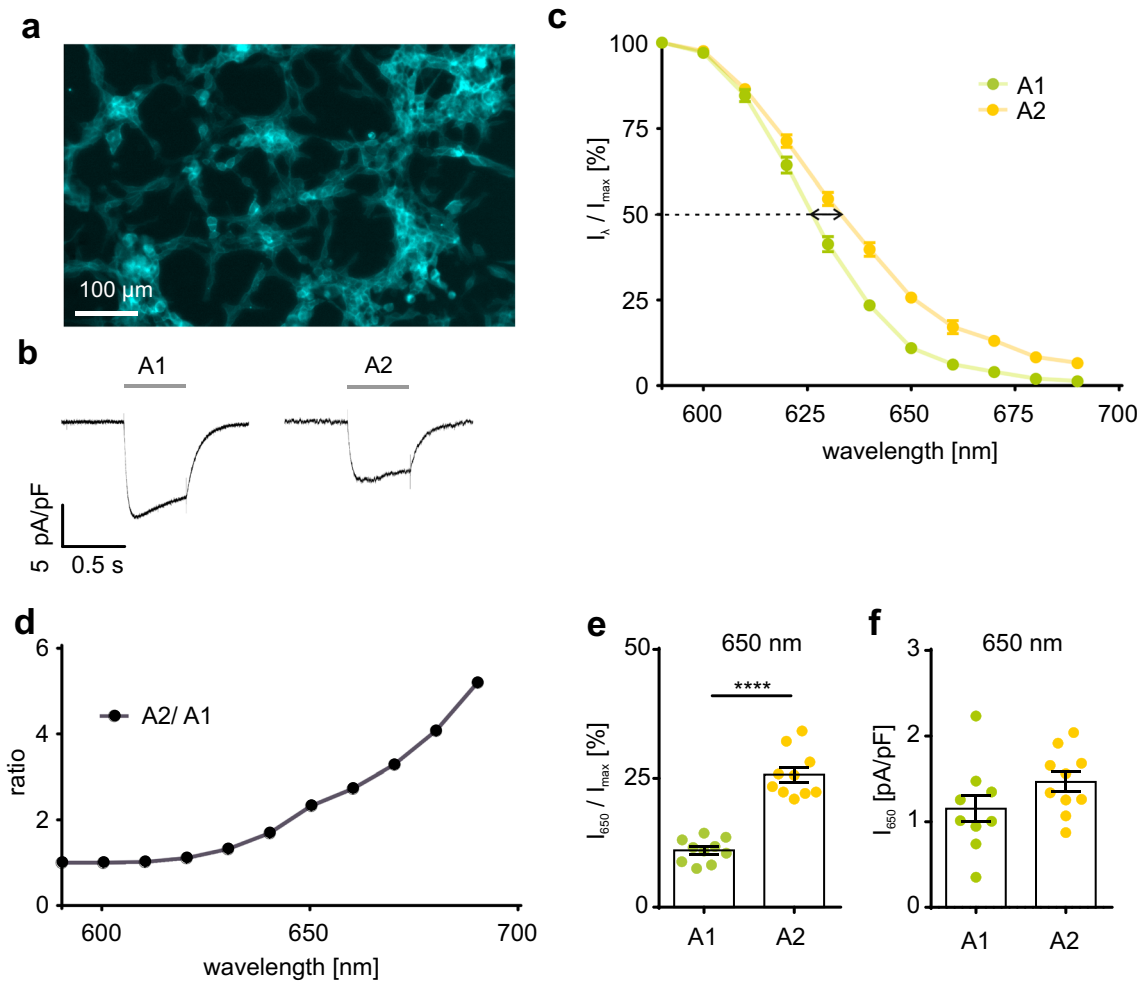 a
100 µm
b
A1
A2
5 pA/pF
0.5 s
c
100
75
50
25
0
I_λ / I_max [%]
600
625
650
675
700
wavelength [nm]
A1
A2
d
6
4
2
0
ratio
A2/ A1
600
650
700
wavelength [nm]
e
650 nm
50
25
0
I_650 / I_max [%]
****
A1
A2
f
650 nm
3
2
1
0
I_650 [pA/pF]
A1
A2